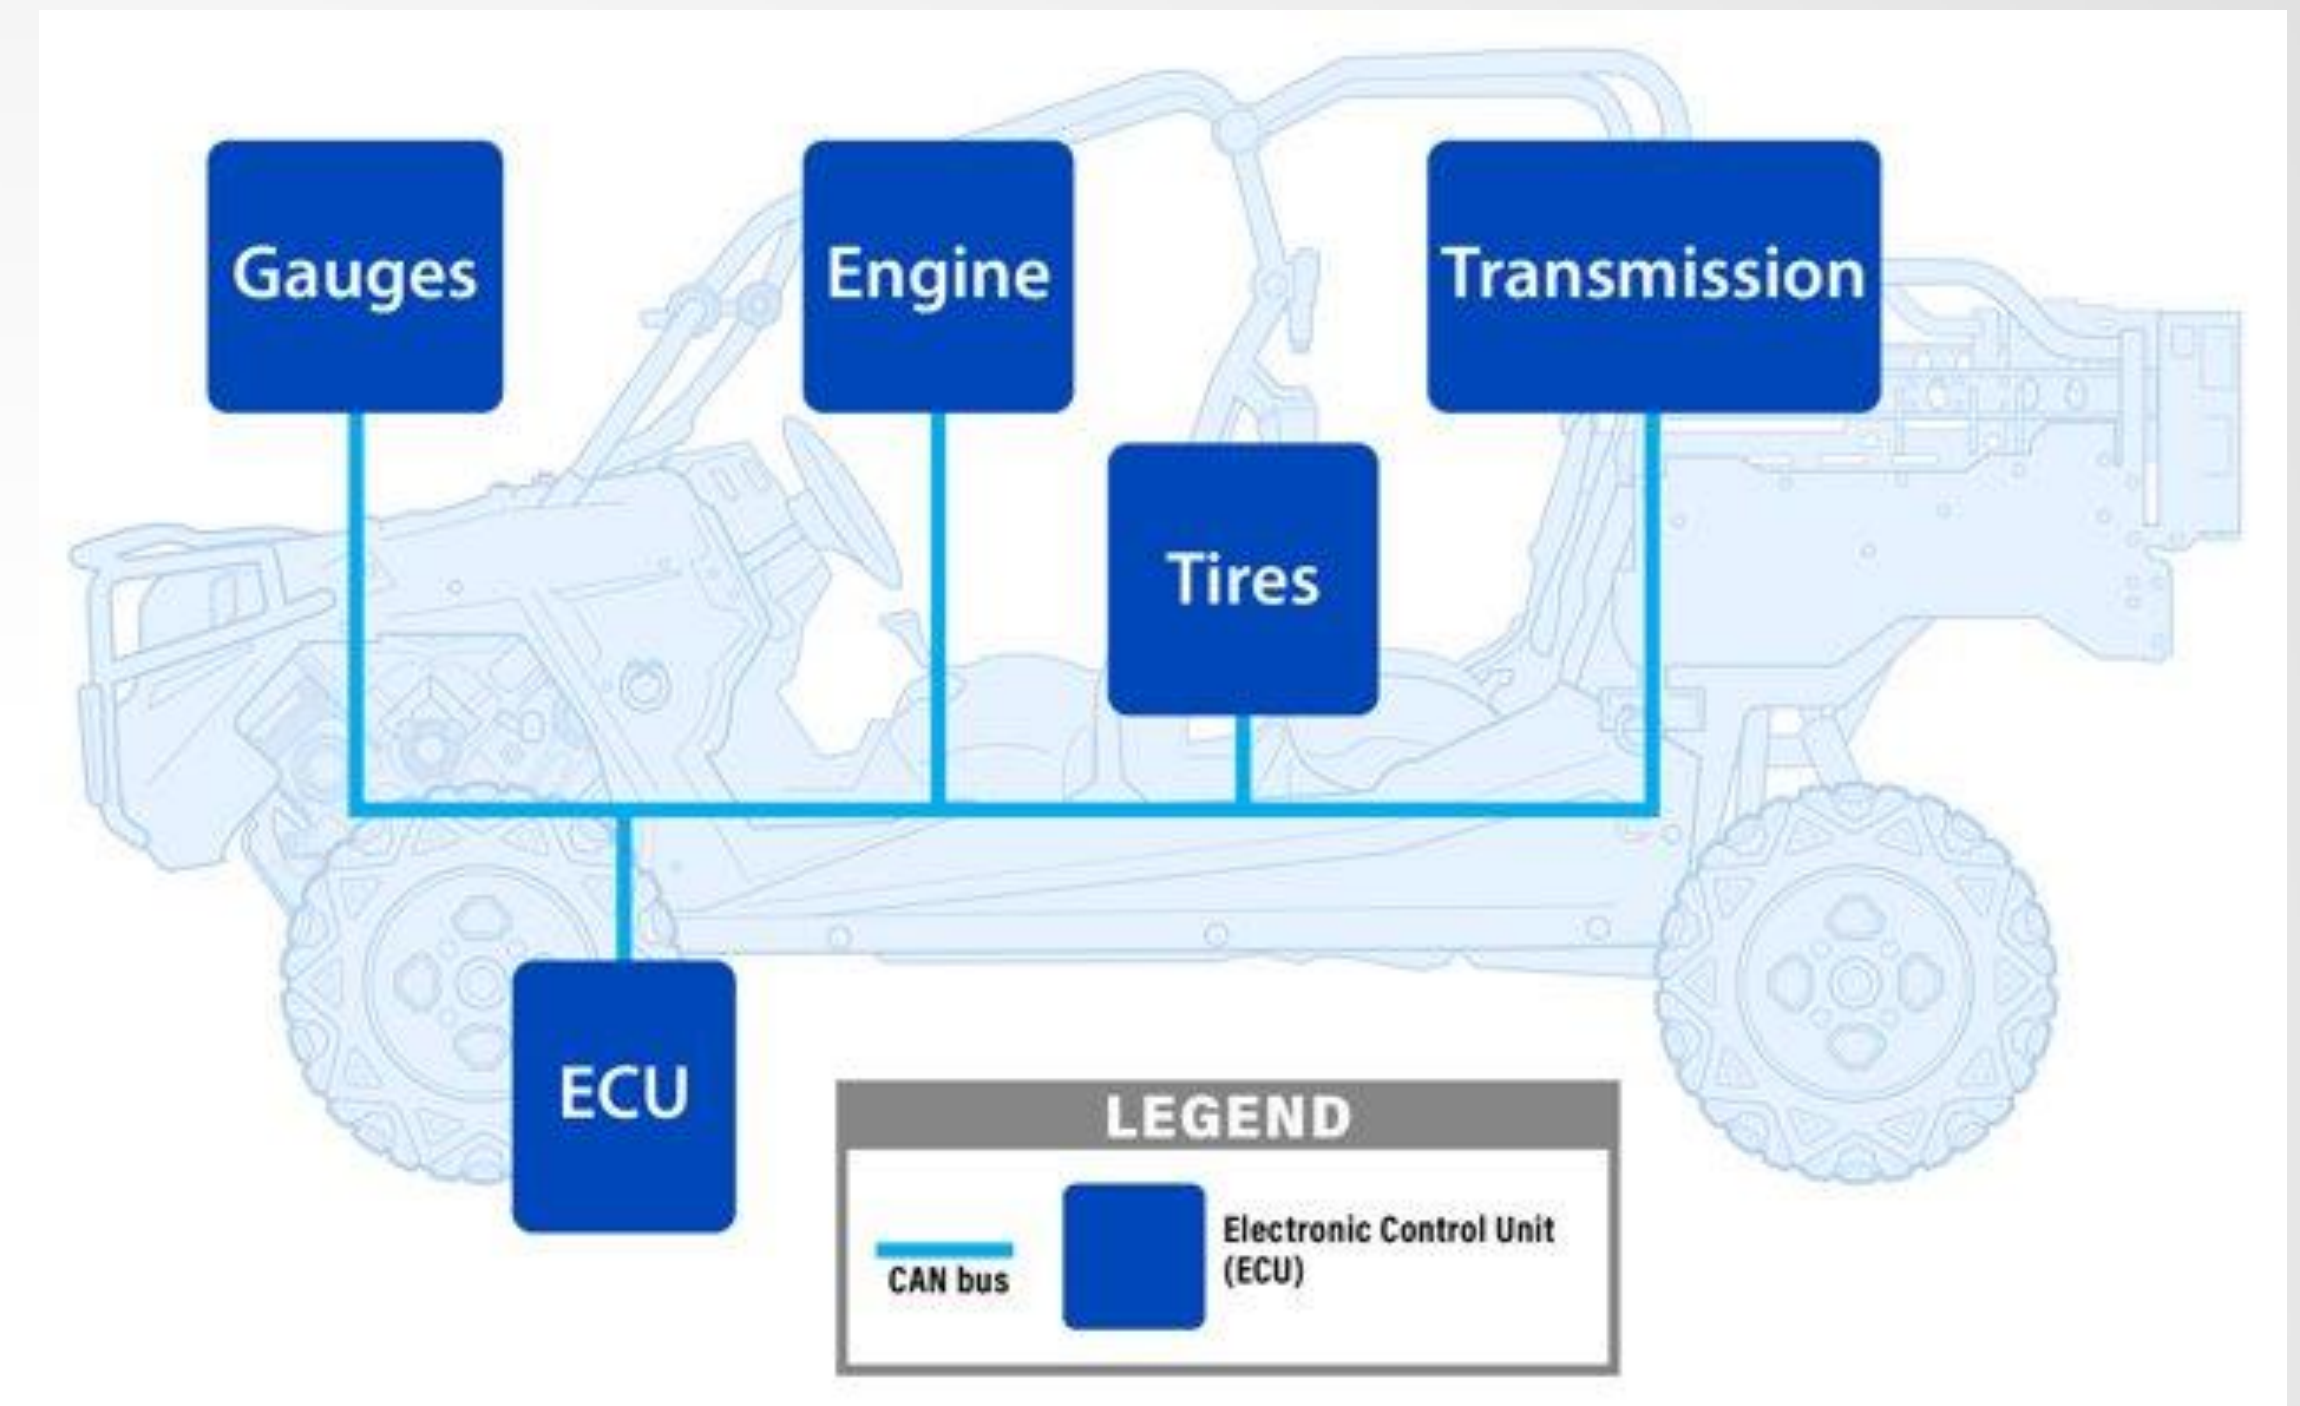 Gauges
Engine
Transmission
Tires
ECU
LEGEND
CAN bus
Electronic Control Unit
(ECU)